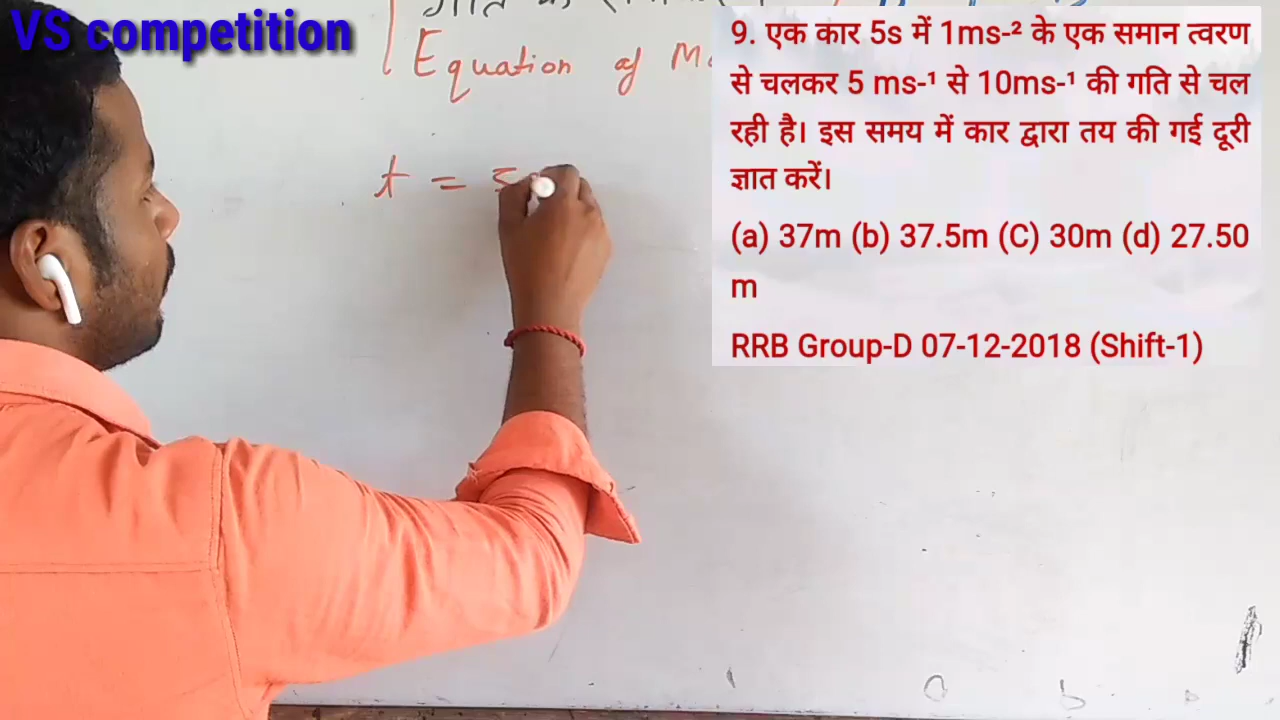 VS competition
Equation of
t = 5
9. एक कार 5s में 1ms-² के एक समान त्वरण
से चलकर 5 ms-¹ से 10ms-¹ की गति से चल
रही है। इस समय में कार द्वारा तय की गई दूरी
ज्ञात करें।
(a) 37m (b) 37.5m (C) 30m (d) 27.50
m
RRB Group-D 07-12-2018 (Shift-1)